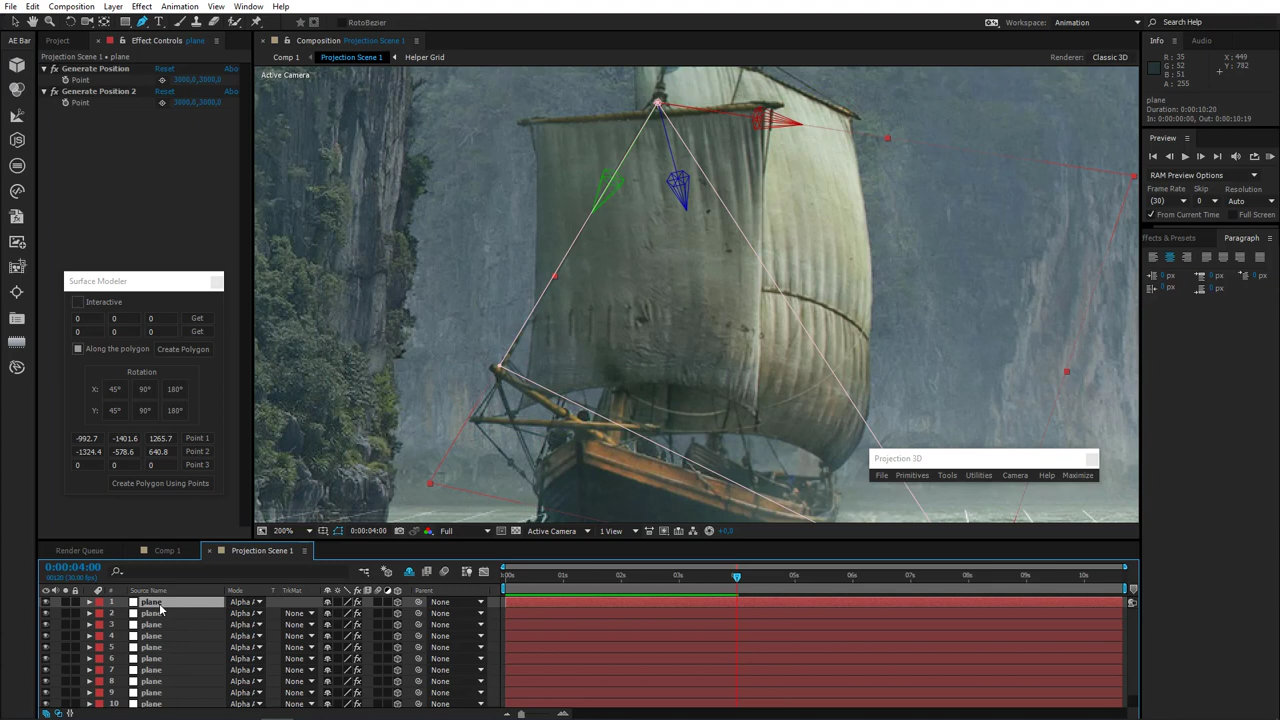 File Edit Composition Layer Effect Animation View Window Help
RotoBezier
Workspace: Animation
Search Help
AE Bar
Project
Effect Controls plane
Composition Projection Scene 1
Info
Audio
Projection Scene 1 • plane
Comp 1
Projection Scene 1
Helper Grid
Renderer: Classic 3D
R: 35
G: 52
B: 51
A: 255
X: 449
Y: 782
Generate Position Reset Abo
Point 3000,0,3800,0
Generate Position 2 Reset Abo
Point 3000,0,3000,0
Active Camera
plane
Duration: 0:00:10:20
In: 0:00:00:00, Out: 0:00:10:19
Preview
RAM Preview Options
Frame Rate Skip Resolution
(30) 0 Auto
From Current Time Full Screen
Effects & Presets
Paragraph
0 px 0 px 0 px
0 px 0 px
Surface Modeler
Interactive
0 0 0 Get
0 0 0 Get
Along the polygon Create Polygon
Rotation
X: 45° 90° 180°
Y: 45° 90° 180°
-992.7 -1401.6 1265.7 Point 1
-1324.4 -578.6 640.8 Point 2
0 0 0 Point 3
Create Polygon Using Points
Projection 3D
File Primitives Tools Utilities Camera Help Maximize
200% 0:00:04:00 Full Active Camera 1 View +0,0
Render Queue
Comp 1
Projection Scene 1
0:00:04:00
00120 (30.00 fps)
:00s 01s 02s 03s 05s 06s 07s 08s 09s 10s
# Source Name Mode T TrkMat Parent
1 plane Alpha A None
2 plane Alpha A None None
3 plane Alpha A None None
4 plane Alpha A None None
5 plane Alpha A None None
6 plane Alpha A None None
7 plane Alpha A None None
8 plane Alpha A None None
9 plane Alpha A None None
10 plane Alpha A None None